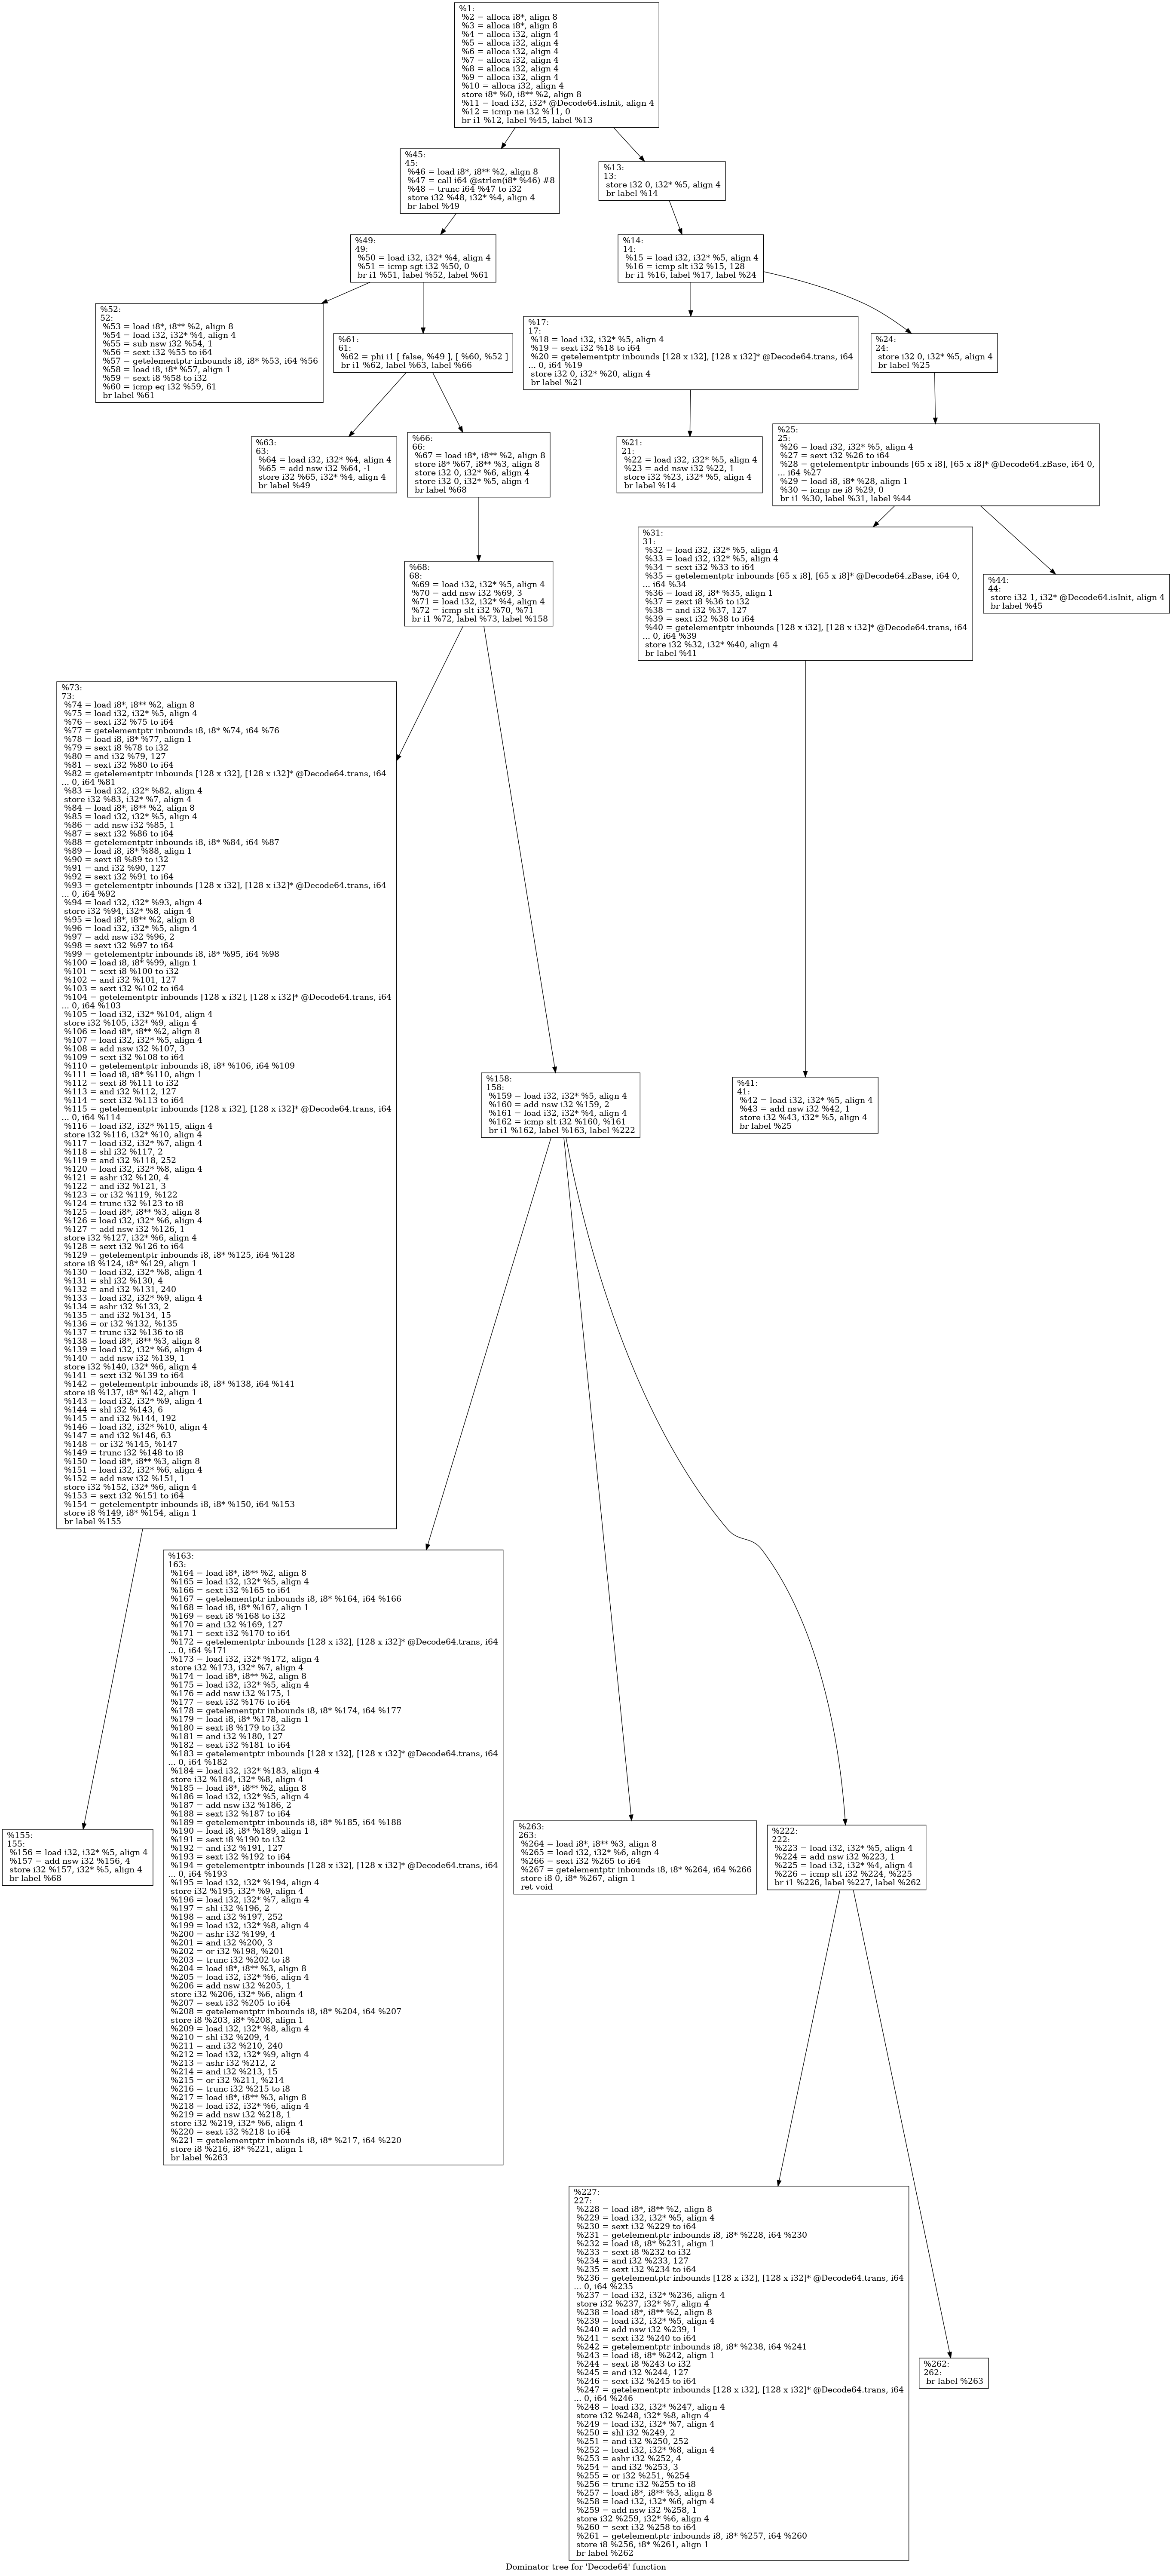 %1:
%2 = alloca i8*, align 8
%3 = alloca i8*, align 8
%4 = alloca i32, align 4
%5 = alloca i32, align 4
%6 = alloca i32, align 4
%7 = alloca i32, align 4
%8 = alloca i32, align 4
%9 = alloca i32, align 4
%10 = alloca i32, align 4
store i8* %0, i8** %2, align 8
%11 = load i32, i32* @Decode64.isInit, align 4
%12 = icmp ne i32 %11, 0
br i1 %12, label %45, label %13
%45:
45:
%46 = load i8*, i8** %2, align 8
%47 = call i64 @strlen(i8* %46) #8
%48 = trunc i64 %47 to i32
store i32 %48, i32* %4, align 4
br label %49
%13:
13:
store i32 0, i32* %5, align 4
br label %14
%49:
49:
%50 = load i32, i32* %4, align 4
%51 = icmp sgt i32 %50, 0
br i1 %51, label %52, label %61
%14:
14:
%15 = load i32, i32* %5, align 4
%16 = icmp slt i32 %15, 128
br i1 %16, label %17, label %24
%52:
52:
%53 = load i8*, i8** %2, align 8
%54 = load i32, i32* %4, align 4
%55 = sub nsw i32 %54, 1
%56 = sext i32 %55 to i64
%57 = getelementptr inbounds i8, i8* %53, i64 %56
%58 = load i8, i8* %57, align 1
%59 = sext i8 %58 to i32
%60 = icmp eq i32 %59, 61
br label %61
%61:
61:
%62 = phi i1 [ false, %49 ], [ %60, %52 ]
br i1 %62, label %63, label %66
%17:
17:
%18 = load i32, i32* %5, align 4
%19 = sext i32 %18 to i64
%20 = getelementptr inbounds [128 x i32], [128 x i32]* @Decode64.trans, i64
... 0, i64 %19
store i32 0, i32* %20, align 4
br label %21
%24:
24:
store i32 0, i32* %5, align 4
br label %25
%63:
63:
%64 = load i32, i32* %4, align 4
%65 = add nsw i32 %64, -1
store i32 %65, i32* %4, align 4
br label %49
%66:
66:
%67 = load i8*, i8** %2, align 8
store i8* %67, i8** %3, align 8
store i32 0, i32* %6, align 4
store i32 0, i32* %5, align 4
br label %68
%21:
21:
%22 = load i32, i32* %5, align 4
%23 = add nsw i32 %22, 1
store i32 %23, i32* %5, align 4
br label %14
%25:
25:
%26 = load i32, i32* %5, align 4
%27 = sext i32 %26 to i64
%28 = getelementptr inbounds [65 x i8], [65 x i8]* @Decode64.zBase, i64 0,
... i64 %27
%29 = load i8, i8* %28, align 1
%30 = icmp ne i8 %29, 0
br i1 %30, label %31, label %44
%31:
31:
%32 = load i32, i32* %5, align 4
%33 = load i32, i32* %5, align 4
%34 = sext i32 %33 to i64
%35 = getelementptr inbounds [65 x i8], [65 x i8]* @Decode64.zBase, i64 0,
... i64 %34
%36 = load i8, i8* %35, align 1
%37 = zext i8 %36 to i32
%38 = and i32 %37, 127
%39 = sext i32 %38 to i64
%40 = getelementptr inbounds [128 x i32], [128 x i32]* @Decode64.trans, i64
... 0, i64 %39
store i32 %32, i32* %40, align 4
br label %41
%44:
44:
store i32 1, i32* @Decode64.isInit, align 4
br label %45
%68:
68:
%69 = load i32, i32* %5, align 4
%70 = add nsw i32 %69, 3
%71 = load i32, i32* %4, align 4
%72 = icmp slt i32 %70, %71
br i1 %72, label %73, label %158
%73:
73:
%74 = load i8*, i8** %2, align 8
%75 = load i32, i32* %5, align 4
%76 = sext i32 %75 to i64
%77 = getelementptr inbounds i8, i8* %74, i64 %76
%78 = load i8, i8* %77, align 1
%79 = sext i8 %78 to i32
%80 = and i32 %79, 127
%81 = sext i32 %80 to i64
%82 = getelementptr inbounds [128 x i32], [128 x i32]* @Decode64.trans, i64
... 0, i64 %81
%83 = load i32, i32* %82, align 4
store i32 %83, i32* %7, align 4
%84 = load i8*, i8** %2, align 8
%85 = load i32, i32* %5, align 4
%86 = add nsw i32 %85, 1
%87 = sext i32 %86 to i64
%88 = getelementptr inbounds i8, i8* %84, i64 %87
%89 = load i8, i8* %88, align 1
%90 = sext i8 %89 to i32
%91 = and i32 %90, 127
%92 = sext i32 %91 to i64
%93 = getelementptr inbounds [128 x i32], [128 x i32]* @Decode64.trans, i64
... 0, i64 %92
%94 = load i32, i32* %93, align 4
store i32 %94, i32* %8, align 4
%95 = load i8*, i8** %2, align 8
%96 = load i32, i32* %5, align 4
%97 = add nsw i32 %96, 2
%98 = sext i32 %97 to i64
%99 = getelementptr inbounds i8, i8* %95, i64 %98
%100 = load i8, i8* %99, align 1
%101 = sext i8 %100 to i32
%102 = and i32 %101, 127
%103 = sext i32 %102 to i64
%104 = getelementptr inbounds [128 x i32], [128 x i32]* @Decode64.trans, i64
... 0, i64 %103
%105 = load i32, i32* %104, align 4
store i32 %105, i32* %9, align 4
%106 = load i8*, i8** %2, align 8
%107 = load i32, i32* %5, align 4
%108 = add nsw i32 %107, 3
%109 = sext i32 %108 to i64
%110 = getelementptr inbounds i8, i8* %106, i64 %109
%111 = load i8, i8* %110, align 1
%112 = sext i8 %111 to i32
%113 = and i32 %112, 127
%114 = sext i32 %113 to i64
%115 = getelementptr inbounds [128 x i32], [128 x i32]* @Decode64.trans, i64
... 0, i64 %114
%116 = load i32, i32* %115, align 4
store i32 %116, i32* %10, align 4
%117 = load i32, i32* %7, align 4
%118 = shl i32 %117, 2
%119 = and i32 %118, 252
%120 = load i32, i32* %8, align 4
%121 = ashr i32 %120, 4
%122 = and i32 %121, 3
%123 = or i32 %119, %122
%124 = trunc i32 %123 to i8
%125 = load i8*, i8** %3, align 8
%126 = load i32, i32* %6, align 4
%127 = add nsw i32 %126, 1
store i32 %127, i32* %6, align 4
%128 = sext i32 %126 to i64
%129 = getelementptr inbounds i8, i8* %125, i64 %128
store i8 %124, i8* %129, align 1
%130 = load i32, i32* %8, align 4
%131 = shl i32 %130, 4
%132 = and i32 %131, 240
%133 = load i32, i32* %9, align 4
%134 = ashr i32 %133, 2
%135 = and i32 %134, 15
%136 = or i32 %132, %135
%137 = trunc i32 %136 to i8
%138 = load i8*, i8** %3, align 8
%139 = load i32, i32* %6, align 4
%140 = add nsw i32 %139, 1
store i32 %140, i32* %6, align 4
%141 = sext i32 %139 to i64
%142 = getelementptr inbounds i8, i8* %138, i64 %141
store i8 %137, i8* %142, align 1
%143 = load i32, i32* %9, align 4
%144 = shl i32 %143, 6
%145 = and i32 %144, 192
%146 = load i32, i32* %10, align 4
%147 = and i32 %146, 63
%148 = or i32 %145, %147
%149 = trunc i32 %148 to i8
%150 = load i8*, i8** %3, align 8
%151 = load i32, i32* %6, align 4
%152 = add nsw i32 %151, 1
store i32 %152, i32* %6, align 4
%153 = sext i32 %151 to i64
%154 = getelementptr inbounds i8, i8* %150, i64 %153
store i8 %149, i8* %154, align 1
br label %155
%158:
158:
%159 = load i32, i32* %5, align 4
%160 = add nsw i32 %159, 2
%161 = load i32, i32* %4, align 4
%162 = icmp slt i32 %160, %161
br i1 %162, label %163, label %222
%41:
41:
%42 = load i32, i32* %5, align 4
%43 = add nsw i32 %42, 1
store i32 %43, i32* %5, align 4
br label %25
%163:
163:
%164 = load i8*, i8** %2, align 8
%165 = load i32, i32* %5, align 4
%166 = sext i32 %165 to i64
%167 = getelementptr inbounds i8, i8* %164, i64 %166
%168 = load i8, i8* %167, align 1
%169 = sext i8 %168 to i32
%170 = and i32 %169, 127
%171 = sext i32 %170 to i64
%172 = getelementptr inbounds [128 x i32], [128 x i32]* @Decode64.trans, i64
... 0, i64 %171
%173 = load i32, i32* %172, align 4
store i32 %173, i32* %7, align 4
%174 = load i8*, i8** %2, align 8
%175 = load i32, i32* %5, align 4
%176 = add nsw i32 %175, 1
%177 = sext i32 %176 to i64
%178 = getelementptr inbounds i8, i8* %174, i64 %177
%179 = load i8, i8* %178, align 1
%180 = sext i8 %179 to i32
%181 = and i32 %180, 127
%182 = sext i32 %181 to i64
%183 = getelementptr inbounds [128 x i32], [128 x i32]* @Decode64.trans, i64
... 0, i64 %182
%184 = load i32, i32* %183, align 4
store i32 %184, i32* %8, align 4
%185 = load i8*, i8** %2, align 8
%186 = load i32, i32* %5, align 4
%187 = add nsw i32 %186, 2
%188 = sext i32 %187 to i64
%189 = getelementptr inbounds i8, i8* %185, i64 %188
%190 = load i8, i8* %189, align 1
%191 = sext i8 %190 to i32
%192 = and i32 %191, 127
%193 = sext i32 %192 to i64
%194 = getelementptr inbounds [128 x i32], [128 x i32]* @Decode64.trans, i64
... 0, i64 %193
%195 = load i32, i32* %194, align 4
store i32 %195, i32* %9, align 4
%196 = load i32, i32* %7, align 4
%197 = shl i32 %196, 2
%198 = and i32 %197, 252
%199 = load i32, i32* %8, align 4
%200 = ashr i32 %199, 4
%201 = and i32 %200, 3
%202 = or i32 %198, %201
%203 = trunc i32 %202 to i8
%204 = load i8*, i8** %3, align 8
%205 = load i32, i32* %6, align 4
%206 = add nsw i32 %205, 1
store i32 %206, i32* %6, align 4
%207 = sext i32 %205 to i64
%208 = getelementptr inbounds i8, i8* %204, i64 %207
store i8 %203, i8* %208, align 1
%209 = load i32, i32* %8, align 4
%210 = shl i32 %209, 4
%211 = and i32 %210, 240
%212 = load i32, i32* %9, align 4
%213 = ashr i32 %212, 2
%214 = and i32 %213, 15
%215 = or i32 %211, %214
%216 = trunc i32 %215 to i8
%217 = load i8*, i8** %3, align 8
%218 = load i32, i32* %6, align 4
%219 = add nsw i32 %218, 1
store i32 %219, i32* %6, align 4
%220 = sext i32 %218 to i64
%221 = getelementptr inbounds i8, i8* %217, i64 %220
store i8 %216, i8* %221, align 1
br label %263
%155:
155:
%156 = load i32, i32* %5, align 4
%157 = add nsw i32 %156, 4
store i32 %157, i32* %5, align 4
br label %68
%263:
263:
%264 = load i8*, i8** %3, align 8
%265 = load i32, i32* %6, align 4
%266 = sext i32 %265 to i64
%267 = getelementptr inbounds i8, i8* %264, i64 %266
store i8 0, i8* %267, align 1
ret void
%222:
222:
%223 = load i32, i32* %5, align 4
%224 = add nsw i32 %223, 1
%225 = load i32, i32* %4, align 4
%226 = icmp slt i32 %224, %225
br i1 %226, label %227, label %262
%227:
227:
%228 = load i8*, i8** %2, align 8
%229 = load i32, i32* %5, align 4
%230 = sext i32 %229 to i64
%231 = getelementptr inbounds i8, i8* %228, i64 %230
%232 = load i8, i8* %231, align 1
%233 = sext i8 %232 to i32
%234 = and i32 %233, 127
%235 = sext i32 %234 to i64
%236 = getelementptr inbounds [128 x i32], [128 x i32]* @Decode64.trans, i64
... 0, i64 %235
%237 = load i32, i32* %236, align 4
store i32 %237, i32* %7, align 4
%238 = load i8*, i8** %2, align 8
%239 = load i32, i32* %5, align 4
%240 = add nsw i32 %239, 1
%241 = sext i32 %240 to i64
%242 = getelementptr inbounds i8, i8* %238, i64 %241
%243 = load i8, i8* %242, align 1
%244 = sext i8 %243 to i32
%245 = and i32 %244, 127
%246 = sext i32 %245 to i64
%247 = getelementptr inbounds [128 x i32], [128 x i32]* @Decode64.trans, i64
... 0, i64 %246
%248 = load i32, i32* %247, align 4
store i32 %248, i32* %8, align 4
%249 = load i32, i32* %7, align 4
%250 = shl i32 %249, 2
%251 = and i32 %250, 252
%252 = load i32, i32* %8, align 4
%253 = ashr i32 %252, 4
%254 = and i32 %253, 3
%255 = or i32 %251, %254
%256 = trunc i32 %255 to i8
%257 = load i8*, i8** %3, align 8
%258 = load i32, i32* %6, align 4
%259 = add nsw i32 %258, 1
store i32 %259, i32* %6, align 4
%260 = sext i32 %258 to i64
%261 = getelementptr inbounds i8, i8* %257, i64 %260
store i8 %256, i8* %261, align 1
br label %262
%262:
262:
br label %263
Dominator tree for 'Decode64' function